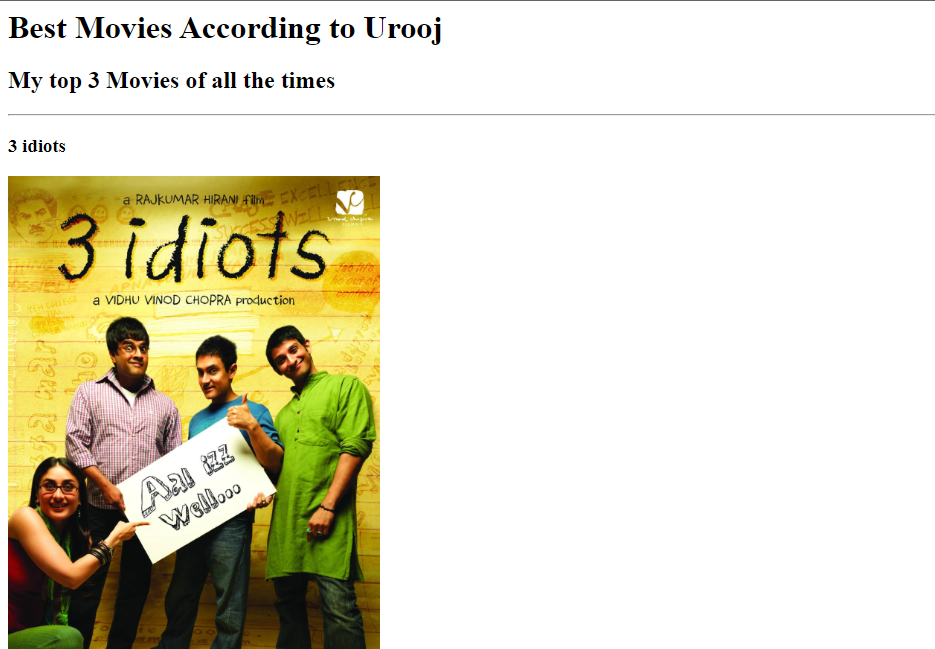 Best Movies According to Urooj
My top 3 Movies of all the times
3 idiots
a RAJKUMAR HIRANI film
3 idiots
a VIDHU VINOD CHOPRA production
Aal izz
well...